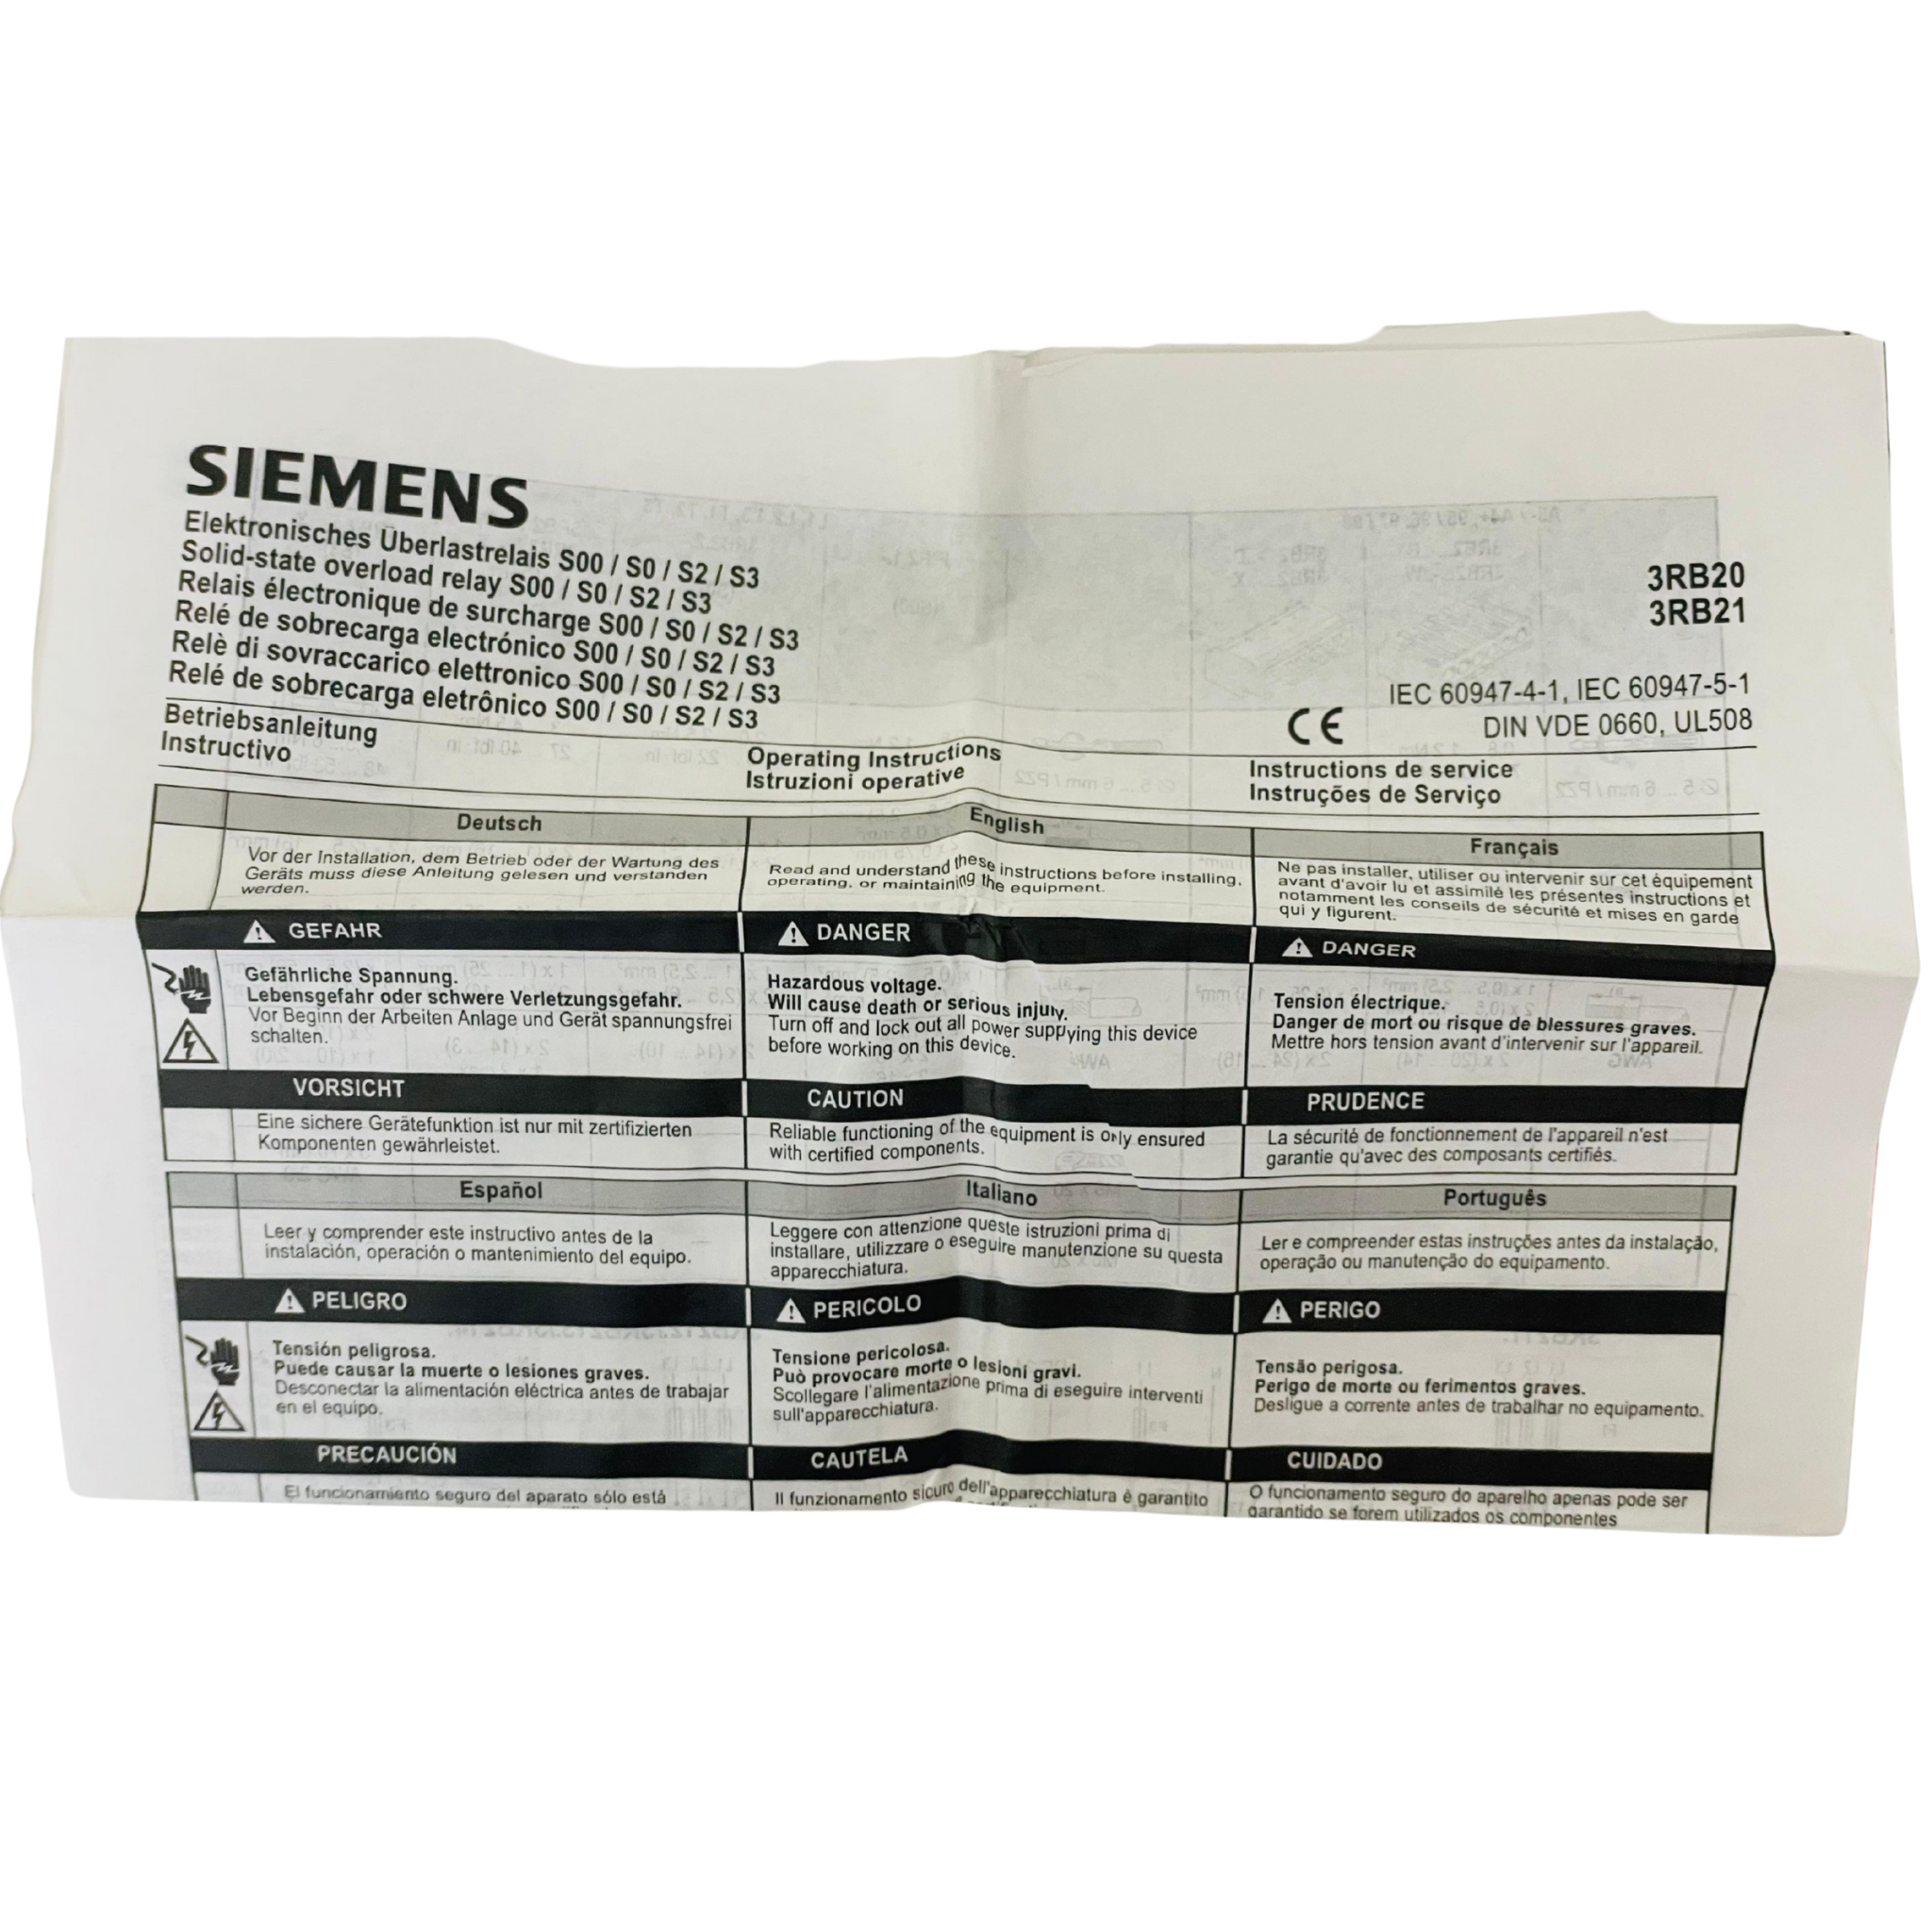 SIEMENS
Elektronisches Überlastrelais S00 / S0 / S2 / S3
Solid-state overload relay S00 / S0 / S2 / S3
Relais électronique de surcharge S00 / S0 / S2 / S3
Relé de sobrecarga electrónico S00 / S0 / S2 / S3
Relè di sovraccarico elettronico S00 / S0 / S2 / S3
Relé de sobrecarga eletrônico S00 / S0 / S2 / S3
3RB20
3RB21
IEC 60947-4-1, IEC 60947-5-1
CE DIN VDE 0660, UL508
Betriebsanleitung
Instructivo
Operating Instructions
Istruzioni operative
Instructions de service
Instruções de Serviço
Deutsch
Vor der Installation, dem Betrieb oder der Wartung des
Geräts muss diese Anleitung gelesen und verstanden
werden.
English
Read and understand these instructions before installing,
operating, or maintaining the equipment.
Français
Ne pas installer, utiliser ou intervenir sur cet équipement
avant d'avoir lu et assimilé les présentes instructions et
notamment les conseils de sécurité et mises en garde
qui y figurent.
GEFAHR
Gefährliche Spannung.
Lebensgefahr oder schwere Verletzungsgefahr.
Vor Beginn der Arbeiten Anlage und Gerät spannungsfrei
schalten.
DANGER
Hazardous voltage.
Will cause death or serious injury.
Turn off and lock out all power supplying this device
before working on this device.
DANGER
Tension électrique.
Danger de mort ou risque de blessures graves.
Mettre hors tension avant d'intervenir sur l'appareil.
VORSICHT
Eine sichere Gerätefunktion ist nur mit zertifizierten
Komponenten gewährleistet.
CAUTION
Reliable functioning of the equipment is only ensured
with certified components.
PRUDENCE
La sécurité de fonctionnement de l'appareil n'est
garantie qu'avec des composants certifiés.
Español
Leer y comprender este instructivo antes de la
instalación, operación o mantenimiento del equipo.
Italiano
Leggere con attenzione queste istruzioni prima di
installare, utilizzare o eseguire manutenzione su questa
apparecchiatura.
Português
Ler e compreender estas instruções antes da instalação,
operação ou manutenção do equipamento.
PELIGRO
Tensión peligrosa.
Puede causar la muerte o lesiones graves.
Desconectar la alimentación eléctrica antes de trabajar
en el equipo.
PERICOLO
Tensione pericolosa.
Può provocare morte o lesioni gravi.
Scollegare l'alimentazione prima di eseguire interventi
sull'apparecchiatura.
PERIGO
Tensão perigosa.
Perigo de morte ou ferimentos graves.
Desligue a corrente antes de trabalhar no equipamento.
PRECAUCIÓN
El funcionamiento seguro del aparato sólo está
CAUTELA
Il funzionamento sicuro dell'apparecchiatura è garantito
CUIDADO
O funcionamento seguro do aparelho apenas pode ser
garantido se forem utilizados os componentes